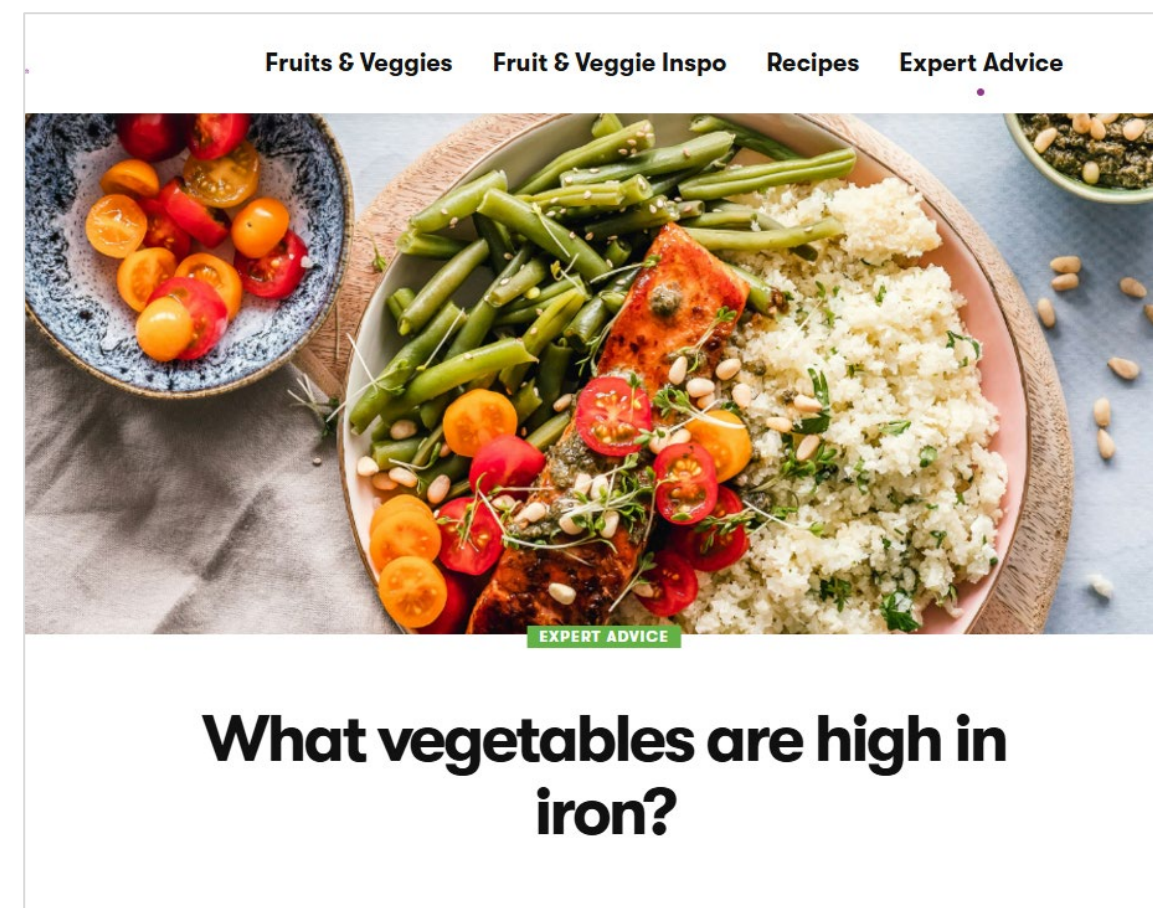 Fruits & Veggies Fruit & Veggie Inspo Recipes Expert Advice
EXPERT ADVICE
What vegetables are high in
iron?